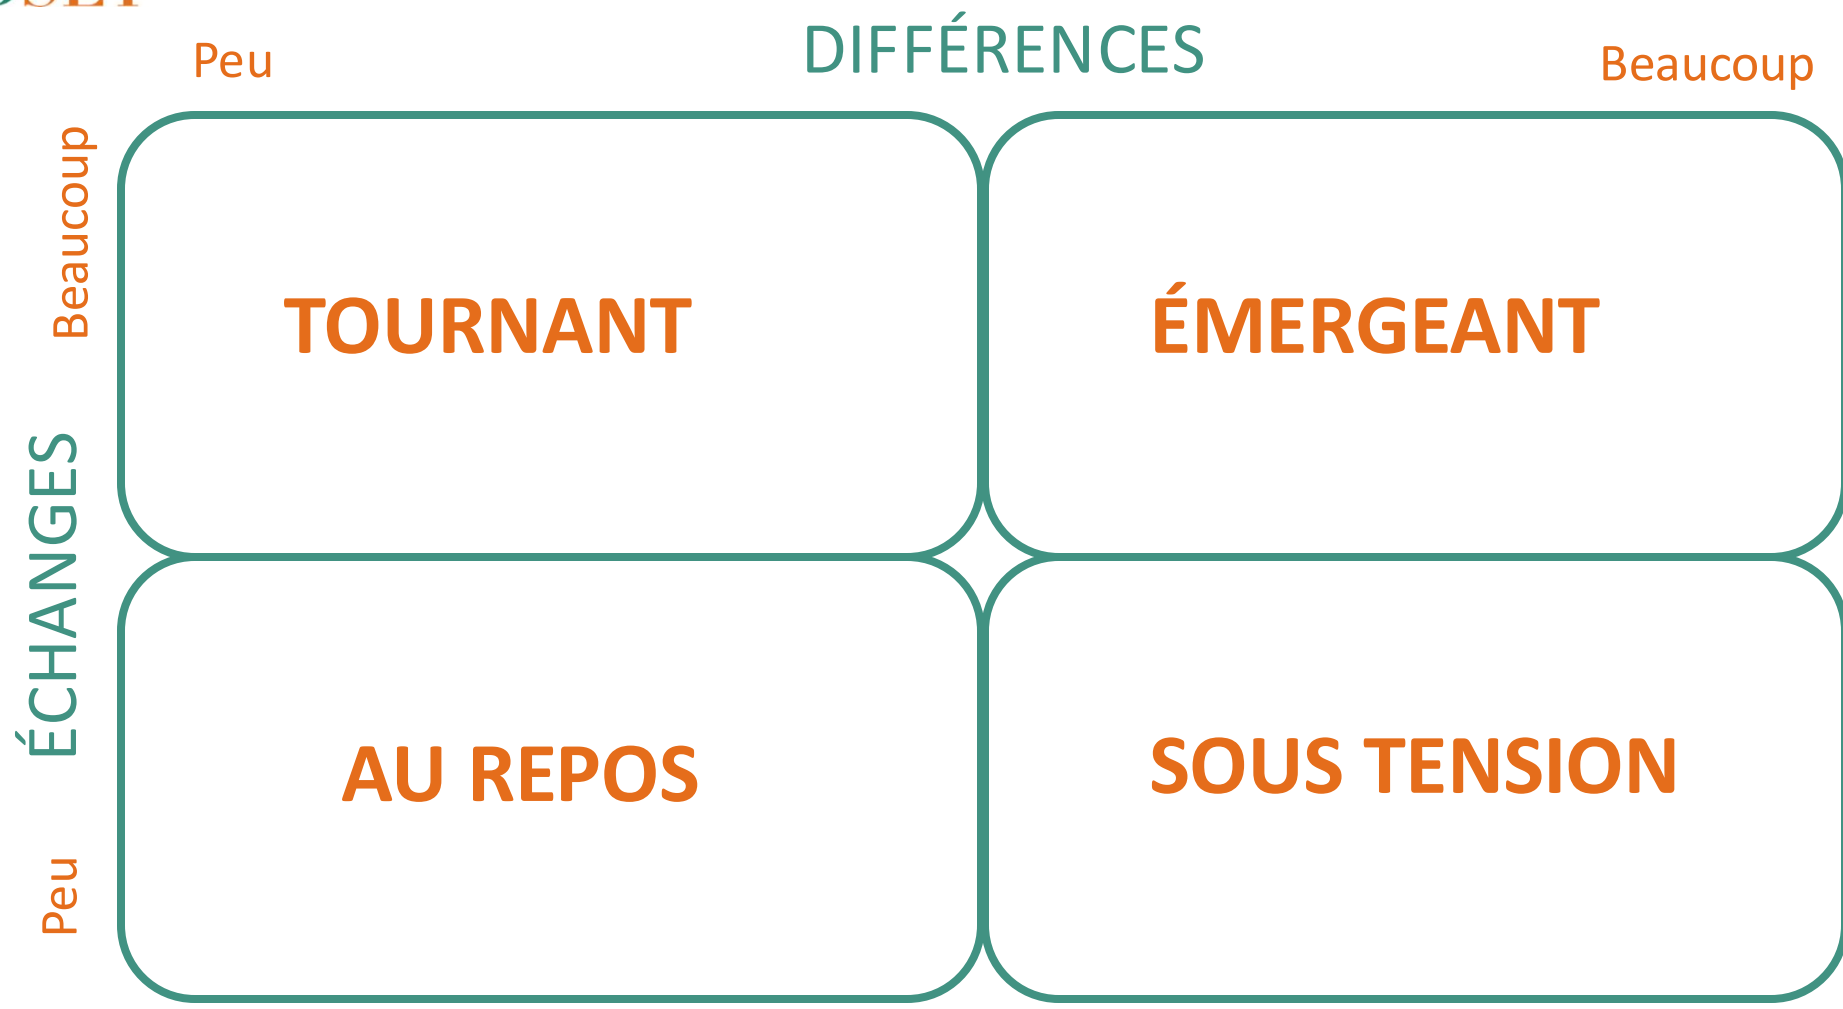 Peu
DIFFÉRENCES
Beaucoup
Beaucoup
TOURNANT
ÉMERGEANT
ÉCHANGES
AU REPOS
SOUS TENSION
Peu